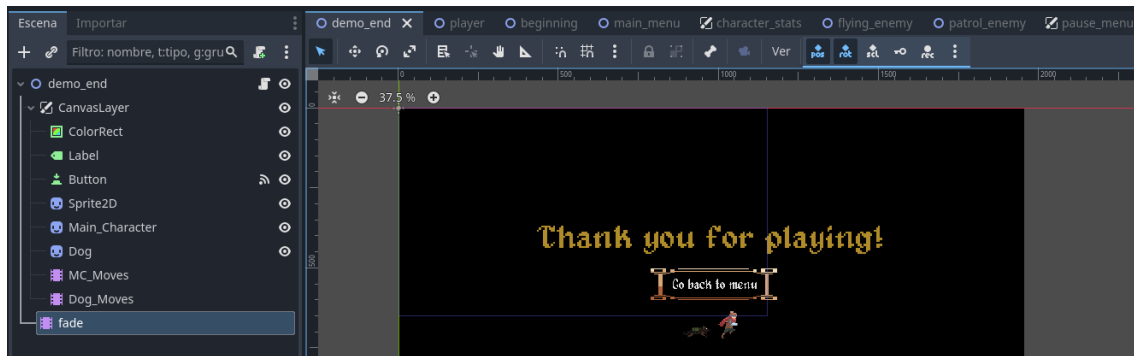 Escena Importar
demo_end player beginning main_menu character_stats flying_enemy patrol_enemy pause_menu
Filtro: nombre, t:tipo, g:gru
Ver pos rot scl rec
demo_end
CanvasLayer
ColorRect
Label
Button
Sprite2D
Main_Character
Dog
MC_Moves
Dog_Moves
fade
0 500 1000 1500 2000
37.5 %
0
500
Thank you for playing!
Go back to menu